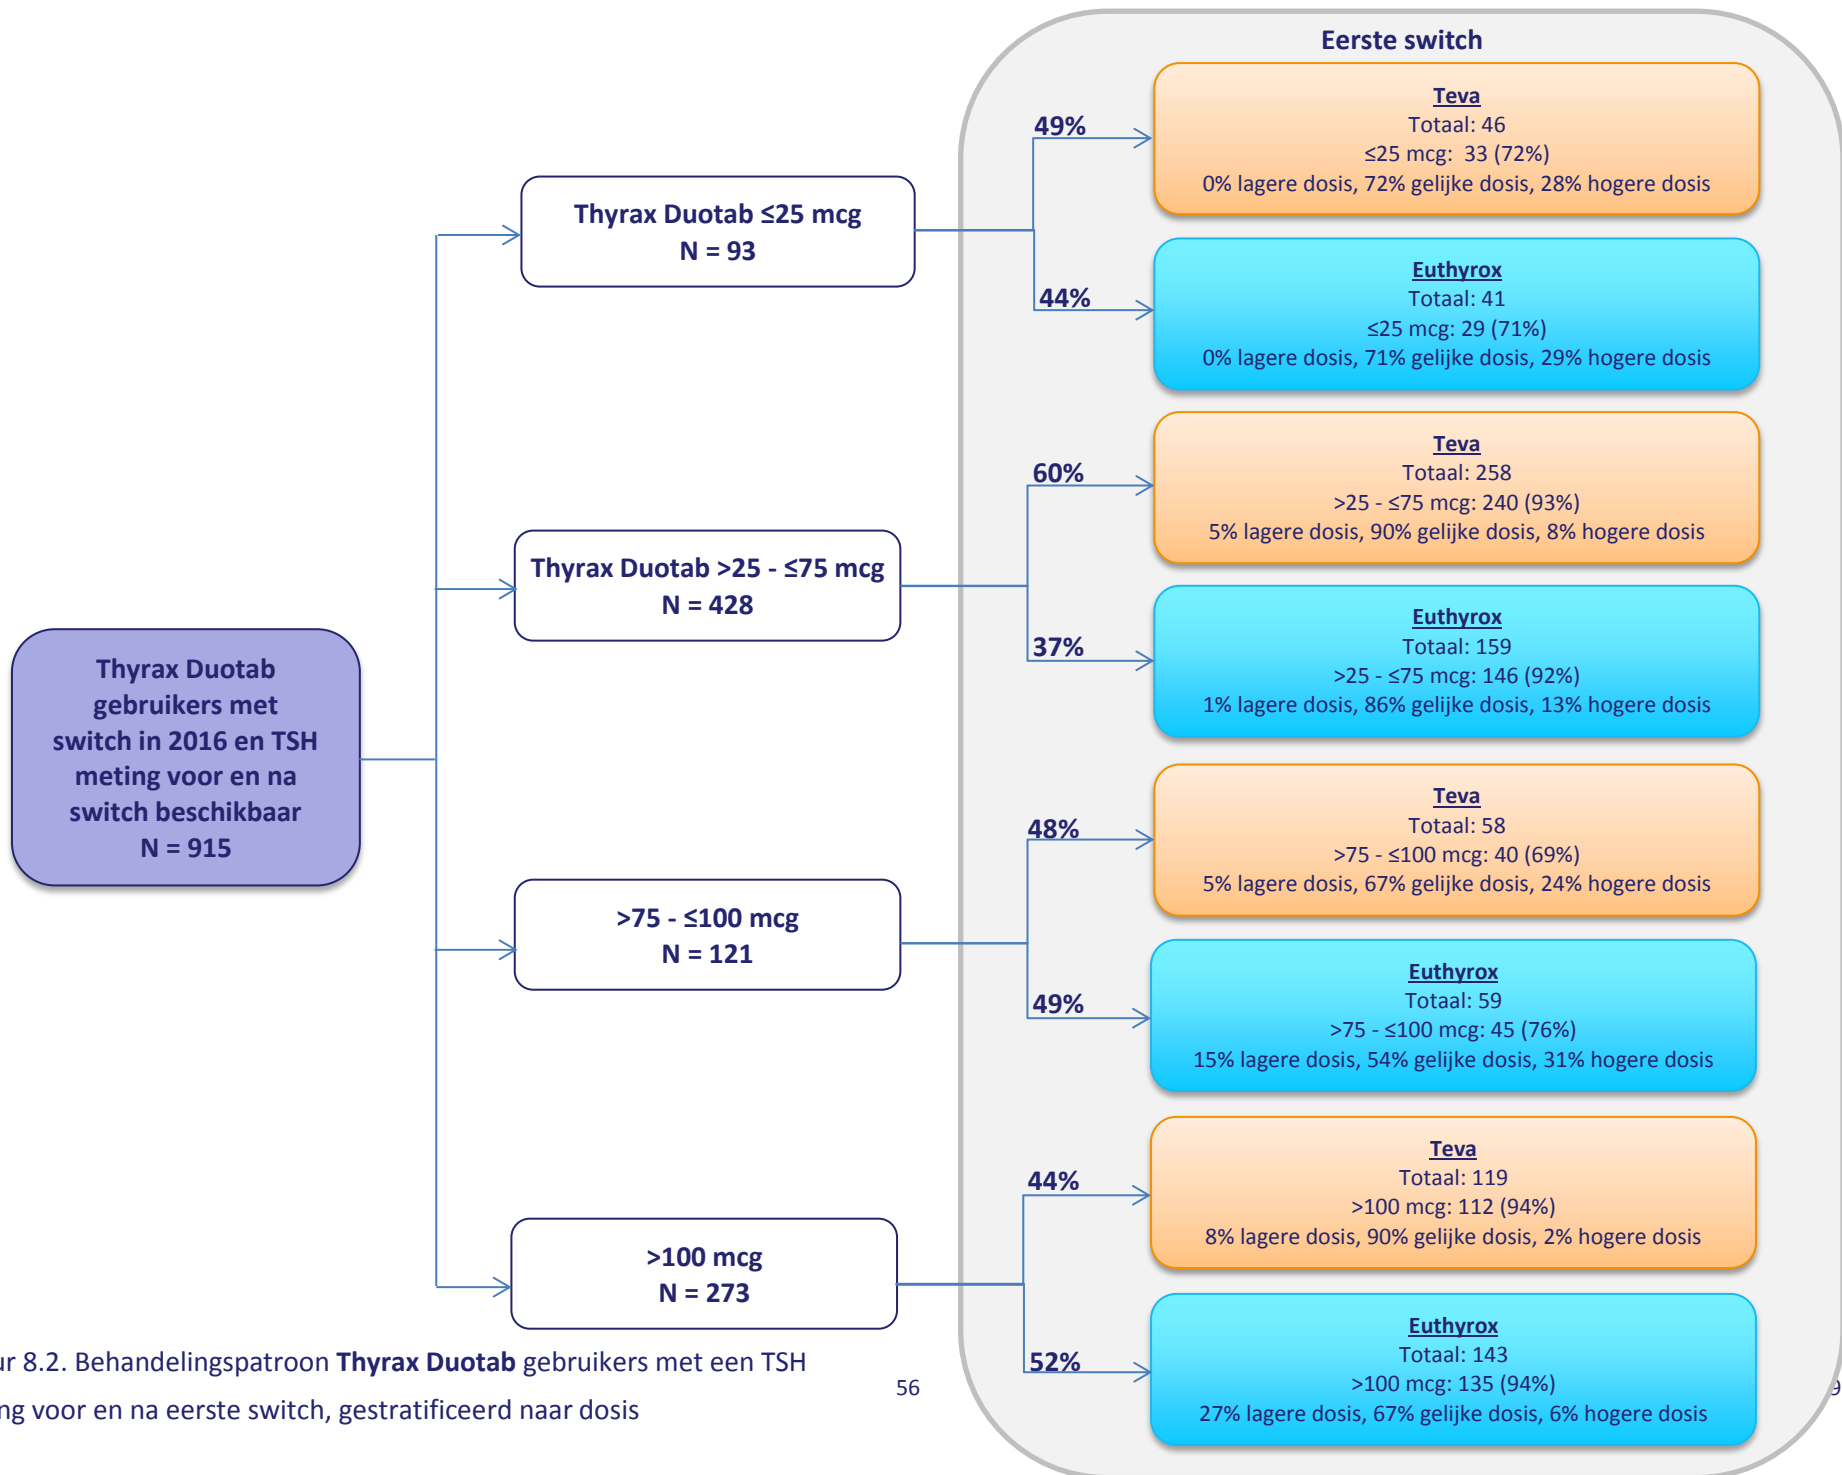 Eerste switch
Thyrax Duotab
gebruikers met
switch in 2016 en TSH
meting voor en na
switch beschikbaar
N = 915
Thyrax Duotab ≤25 mcg
N = 93
49%
Teva
Totaal: 46
≤25 mcg: 33 (72%)
0% lagere dosis, 72% gelijke dosis, 28% hogere dosis
44%
Euthyrox
Totaal: 41
≤25 mcg: 29 (71%)
0% lagere dosis, 71% gelijke dosis, 29% hogere dosis
Thyrax Duotab >25 - ≤75 mcg
N = 428
60%
Teva
Totaal: 258
>25 - ≤75 mcg: 240 (93%)
5% lagere dosis, 90% gelijke dosis, 8% hogere dosis
37%
Euthyrox
Totaal: 159
>25 - ≤75 mcg: 146 (92%)
1% lagere dosis, 86% gelijke dosis, 13% hogere dosis
>75 - ≤100 mcg
N = 121
48%
Teva
Totaal: 58
>75 - ≤100 mcg: 40 (69%)
5% lagere dosis, 67% gelijke dosis, 24% hogere dosis
49%
Euthyrox
Totaal: 59
>75 - ≤100 mcg: 45 (76%)
15% lagere dosis, 54% gelijke dosis, 31% hogere dosis
>100 mcg
N = 273
44%
Teva
Totaal: 119
>100 mcg: 112 (94%)
8% lagere dosis, 90% gelijke dosis, 2% hogere dosis
52%
Euthyrox
Totaal: 143
>100 mcg: 135 (94%)
27% lagere dosis, 67% gelijke dosis, 6% hogere dosis
ur 8.2. Behandelingspatroon Thyrax Duotab gebruikers met een TSH
ng voor en na eerste switch, gestratificeerd naar dosis
56